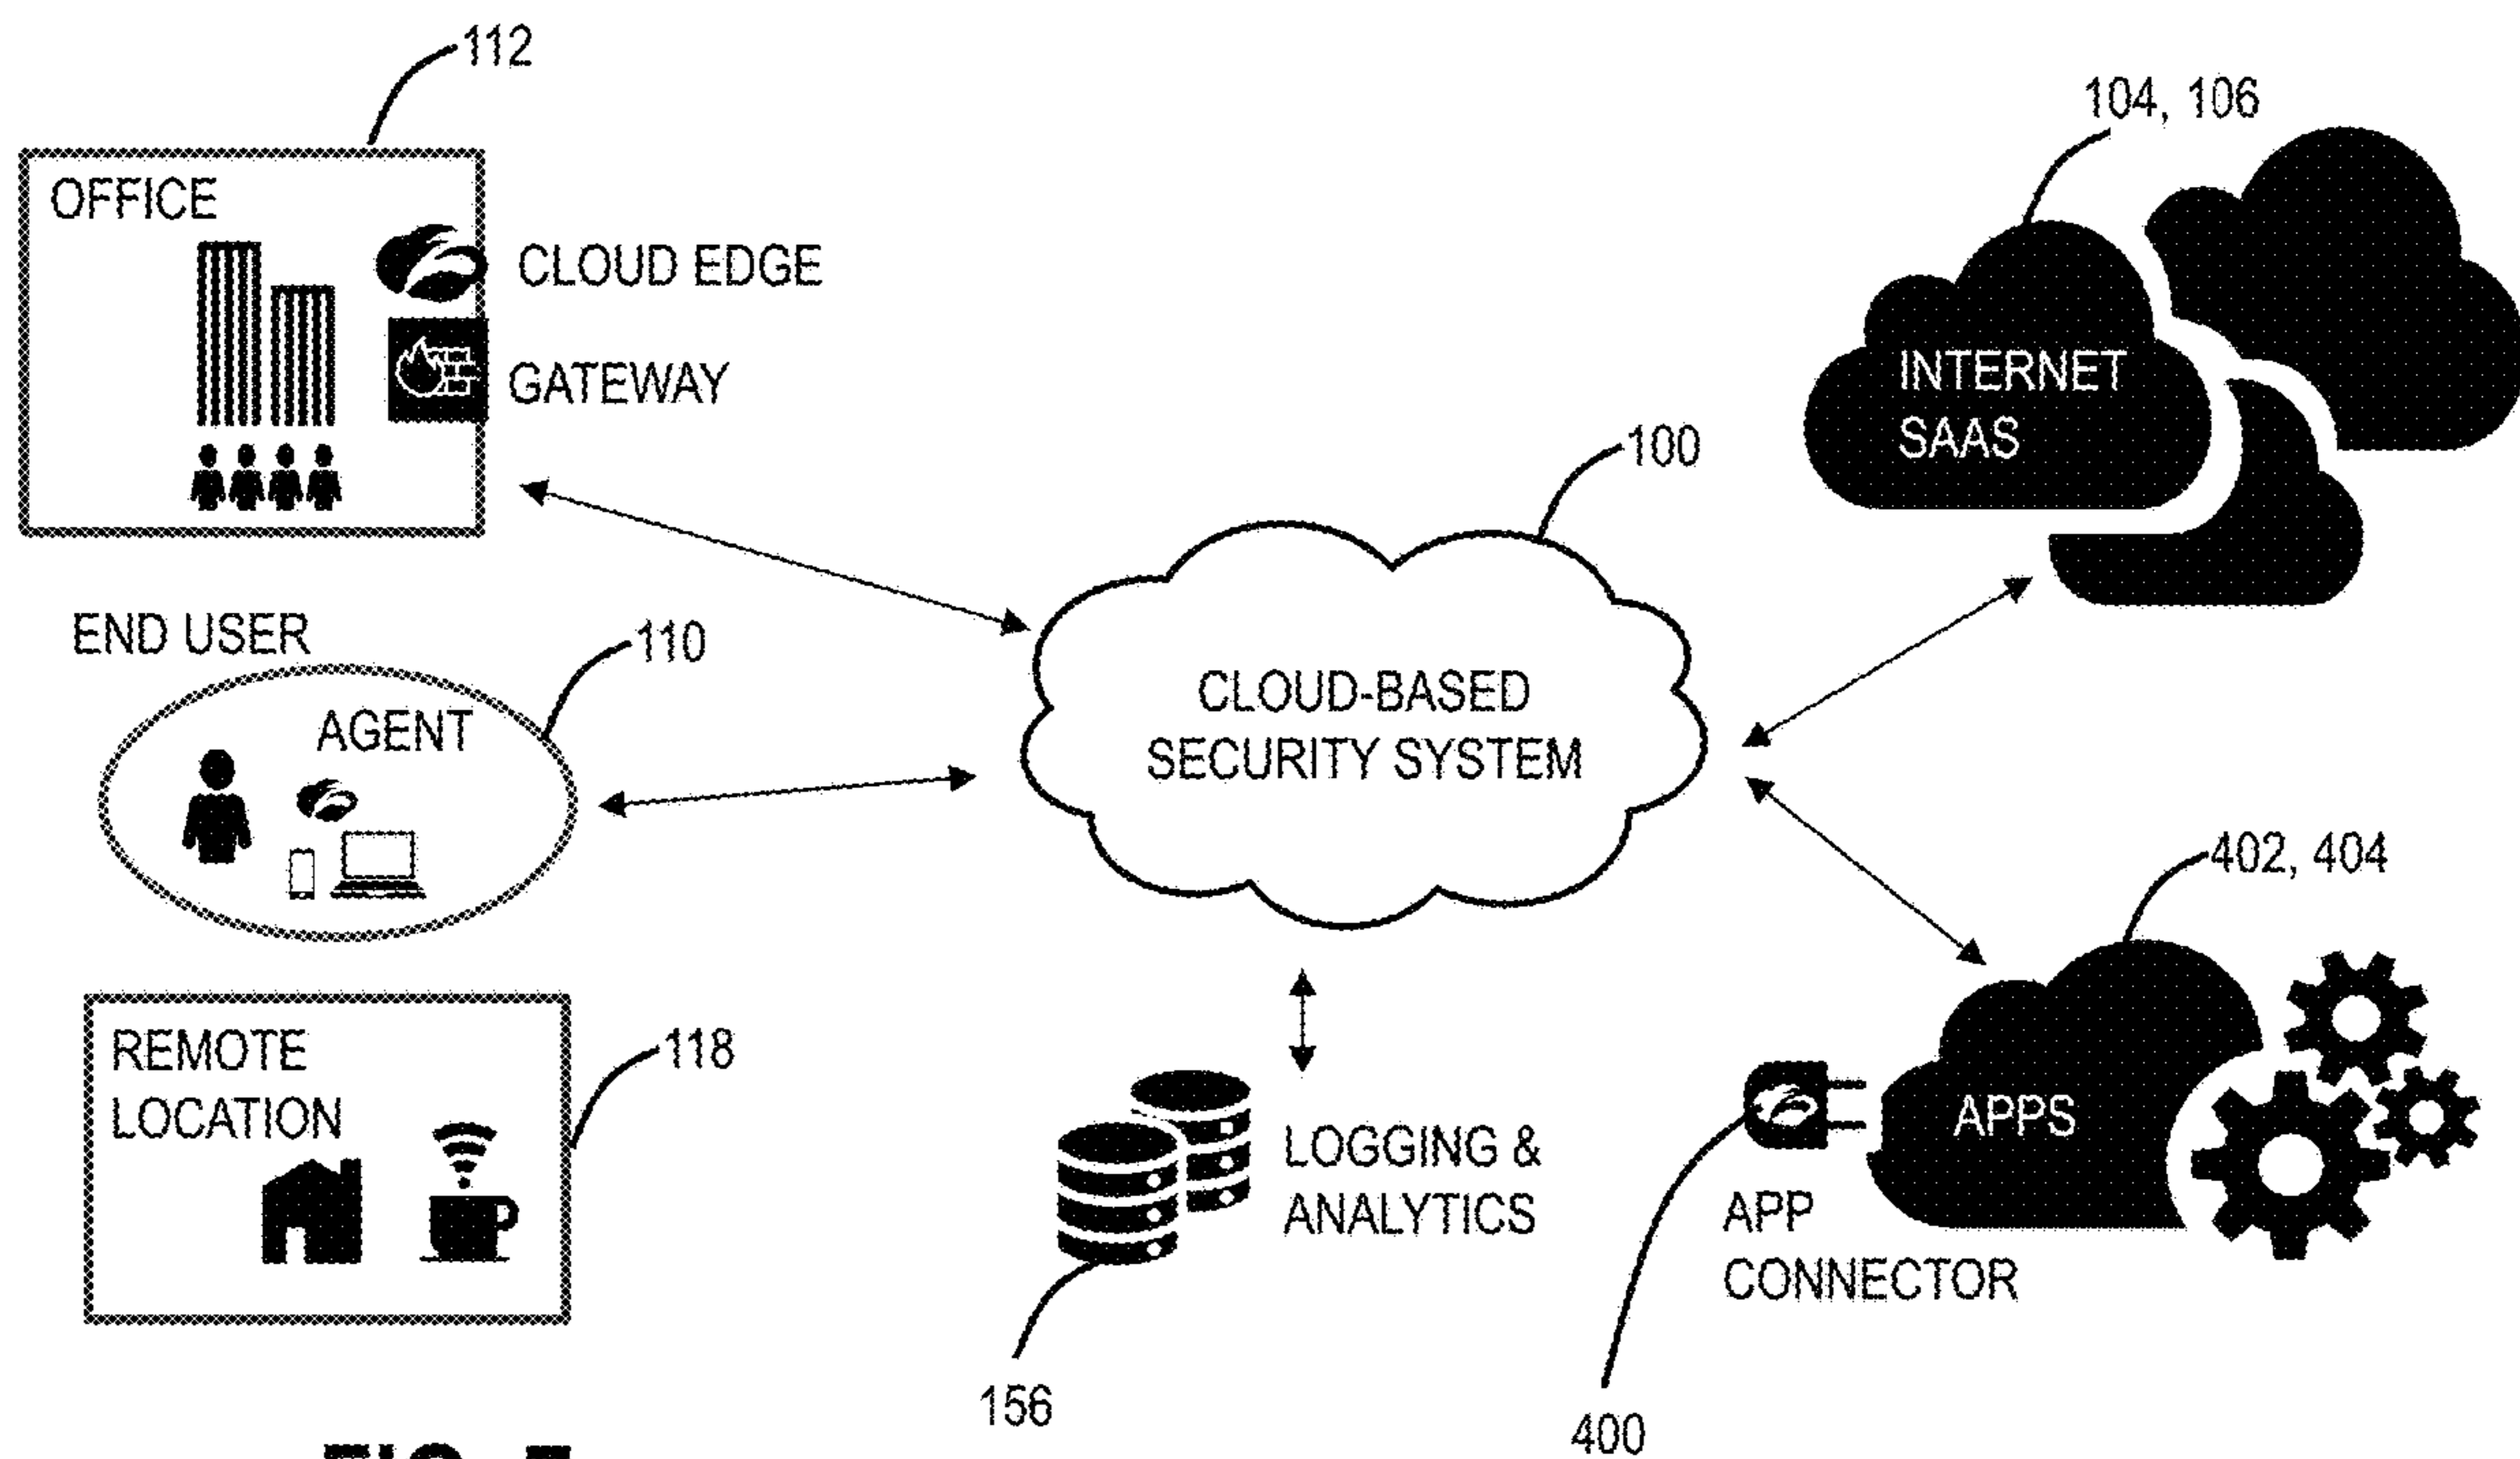 112
OFFICE
CLOUD EDGE
GATEWAY
104, 106
INTERNET
SAAS
100
CLOUD-BASED
SECURITY SYSTEM
END USER
110
AGENT
REMOTE
LOCATION
118
LOGGING &
ANALYTICS
156
402, 404
APPS
APP
CONNECTOR
400